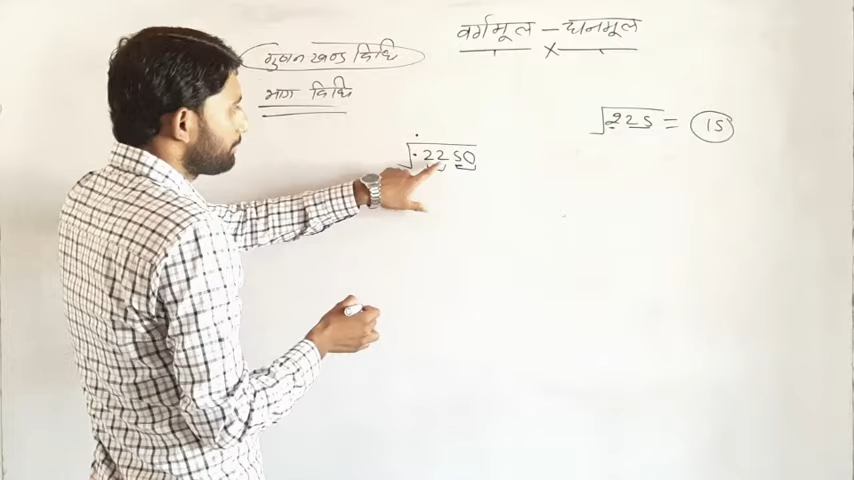 वर्गमूल - घनमूल
गुणनखण्ड विधि
भाग विधि
√225 = 15
√.2250